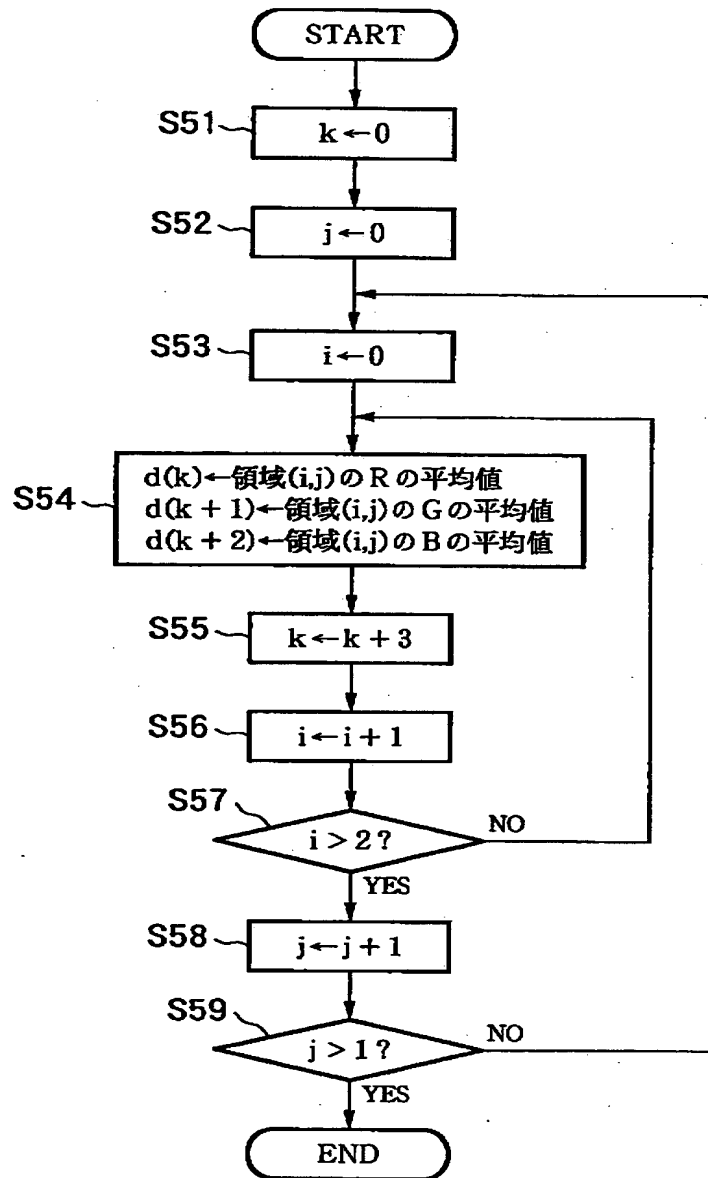 START
S51
k←0
S52
j←0
S53
i←0
S54
d(k)←領域(i,j)のRの平均値
d(k+1)←領域(i,j)のGの平均値
d(k+2)←領域(i,j)のBの平均値
S55
k←k+3
S56
i←i+1
S57
i>2?
NO
YES
S58
j←j+1
S59
j>1?
NO
YES
END